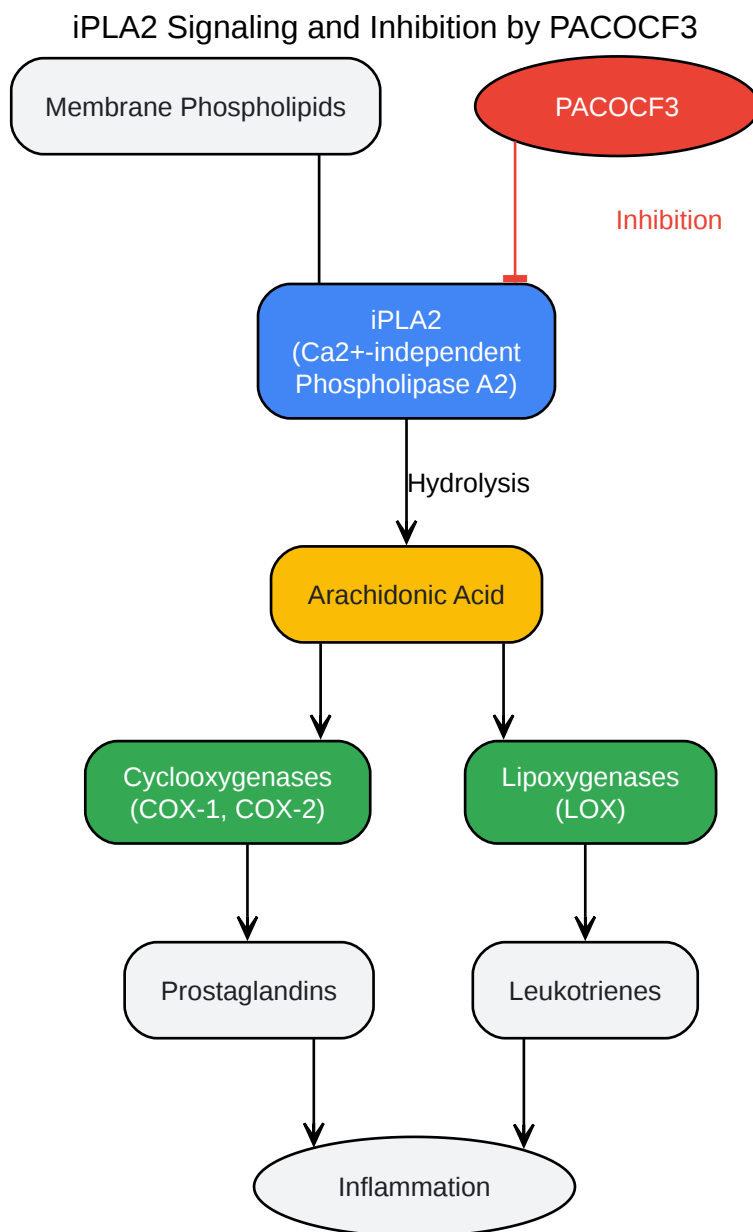 iPLA2 Signaling and Inhibition by PACOCF3
Membrane Phospholipids
PACOCF3
Inhibition
iPLA2
(Ca2+-independent
Phospholipase A2)
Hydrolysis
Arachidonic Acid
Cyclooxygenases
(COX-1, COX-2)
Lipoxygenases
(LOX)
Prostaglandins
Leukotrienes
Inflammation